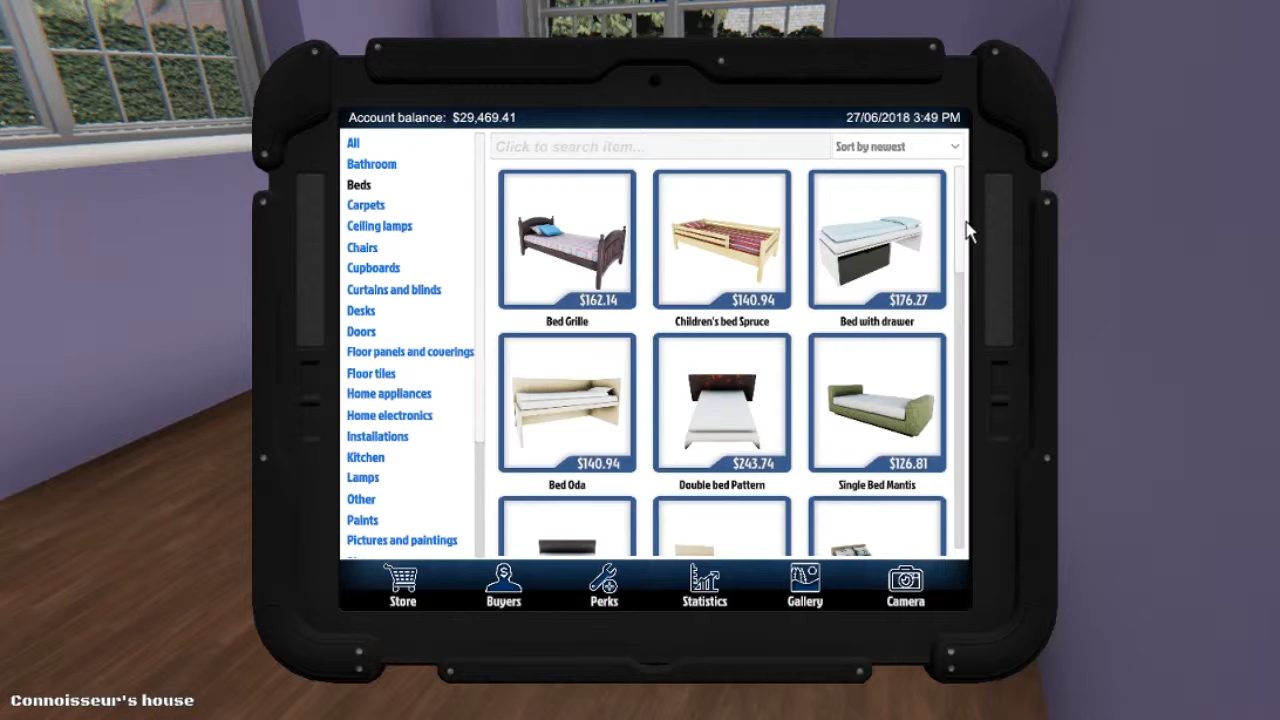 Account balance: $29,469.41
27/06/2018 3:49 PM
All
Bathroom
Beds
Carpets
Ceiling lamps
Chairs
Cupboards
Curtains and blinds
Desks
Doors
Floor panels and coverings
Floor tiles
Home appliances
Home electronics
Installations
Kitchen
Lamps
Other
Paints
Pictures and paintings
Click to search item...
Sort by newest
$162.14
$140.94
$176.27
Bed Grille
Children's bed Spruce
Bed with drawer
$140.94
$243.74
$126.81
Bed Oda
Double bed Pattern
Single Bed Mantis
Store
Buyers
Perks
Statistics
Gallery
Camera
Connoisseur's house